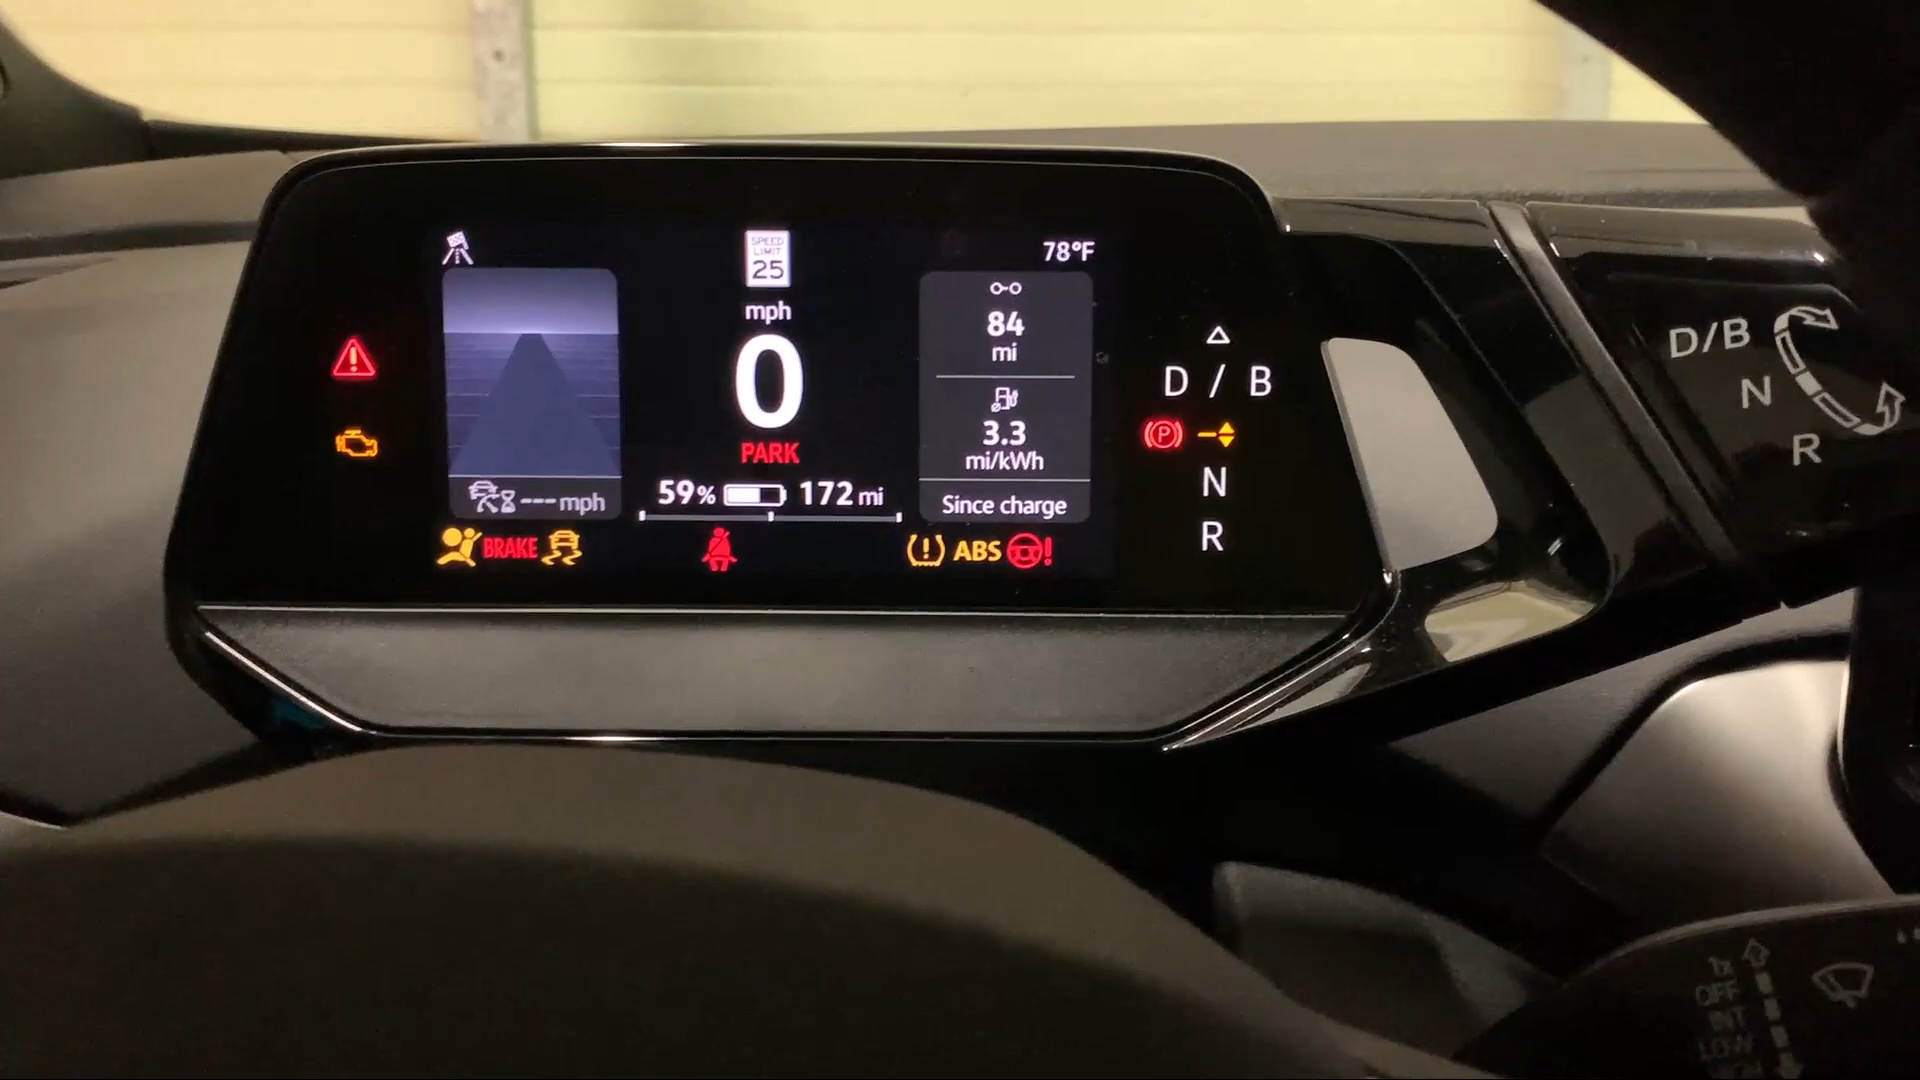 SPEED
LIMIT
25
78°F
mph
0
PARK
59% 172 mi
--- mph
84
mi
3.3
mi/kWh
Since charge
BRAKE
ABS
D / B
P
N
R
D/B
N
R
1x
OFF
INT
LOW